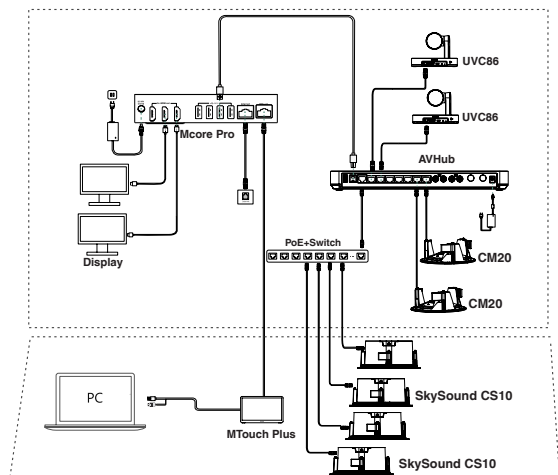 UVC86
UVC86
Mcore Pro
AVHub
PoE+Switch
Display
CM20
CM20
PC
SkySound CS10
MTouch Plus
SkySound CS10